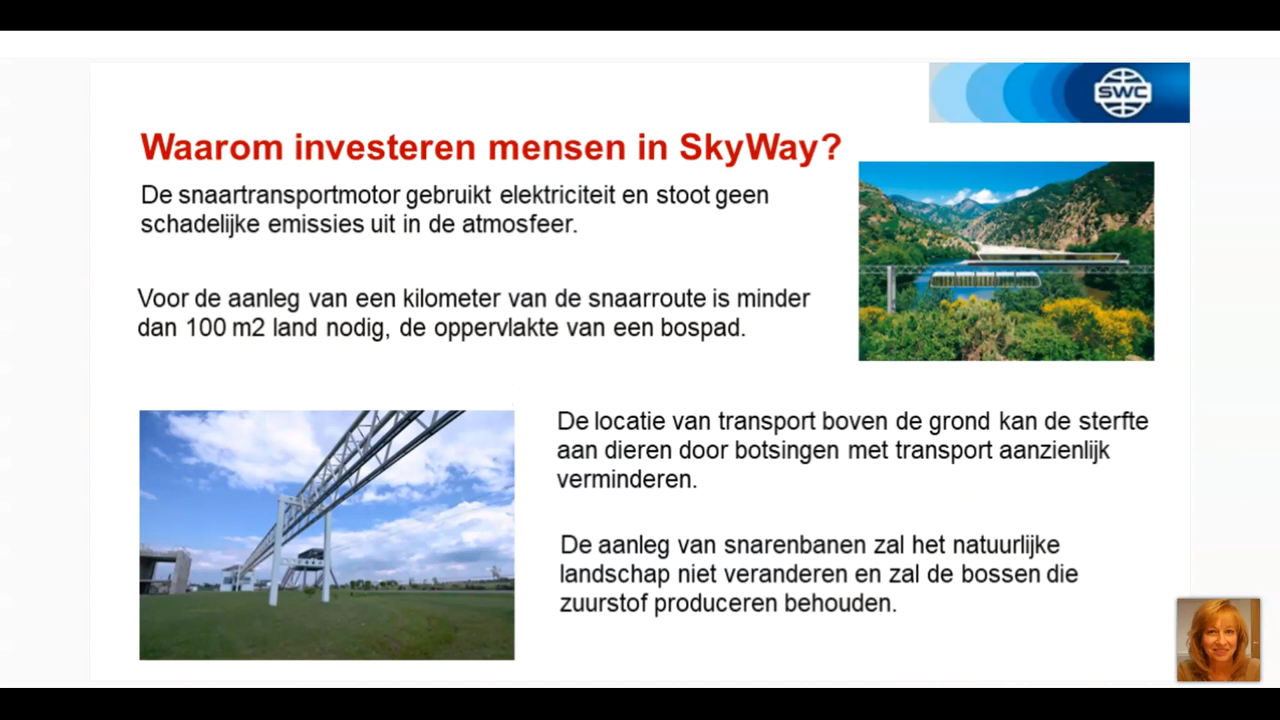 SWC
Waarom investeren mensen in SkyWay?
De snaartransportmotor gebruikt elektriciteit en stoot geen
schadelijke emissies uit in de atmosfeer.
Voor de aanleg van een kilometer van de snaarroute is minder
dan 100 m2 land nodig, de oppervlakte van een bospad.
De locatie van transport boven de grond kan de sterfte
aan dieren door botsingen met transport aanzienlijk
verminderen.
De aanleg van snarenbanen zal het natuurlijke
landschap niet veranderen en zal de bossen die
zuurstof produceren behouden.